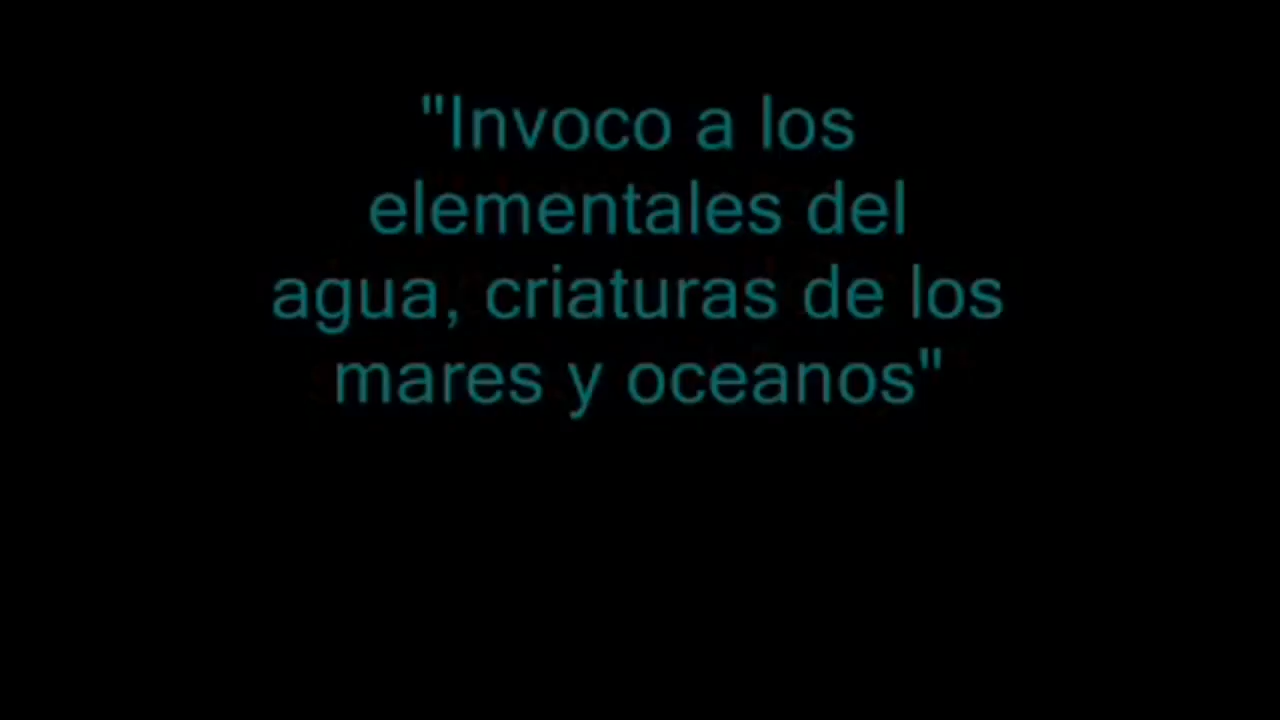 "Invoco a los
elementales del
agua, criaturas de los
mares y oceanos"